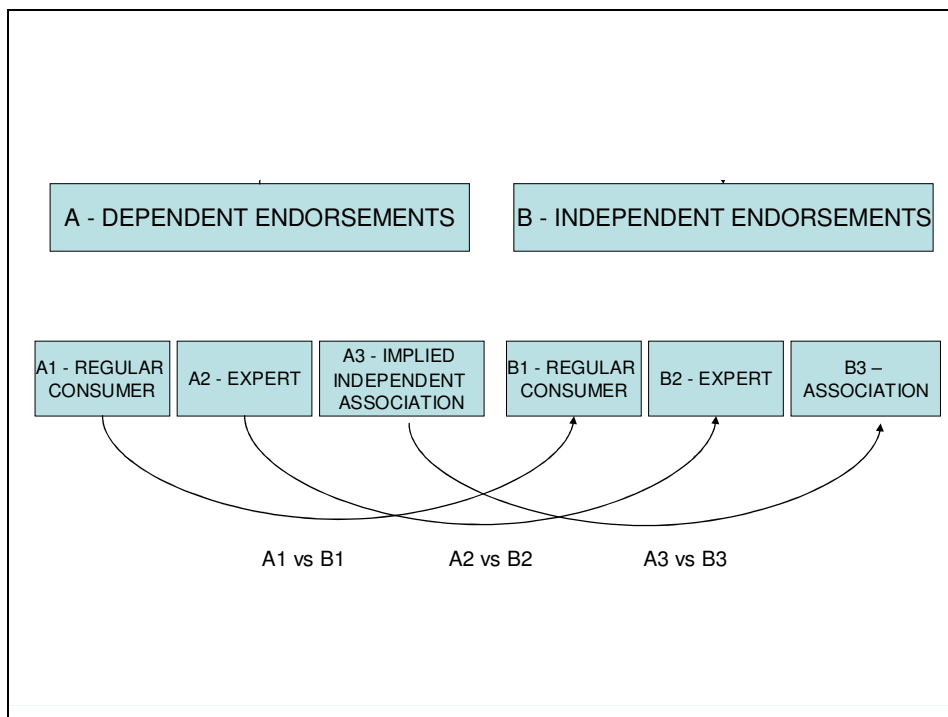 A - DEPENDENT ENDORSEMENTS
B - INDEPENDENT ENDORSEMENTS
A1 - REGULAR
CONSUMER
A2 - EXPERT
A3 - IMPLIED
INDEPENDENT
ASSOCIATION
B1 - REGULAR
CONSUMER
B2 - EXPERT
B3 –
ASSOCIATION
A1 vs B1
A2 vs B2
A3 vs B3